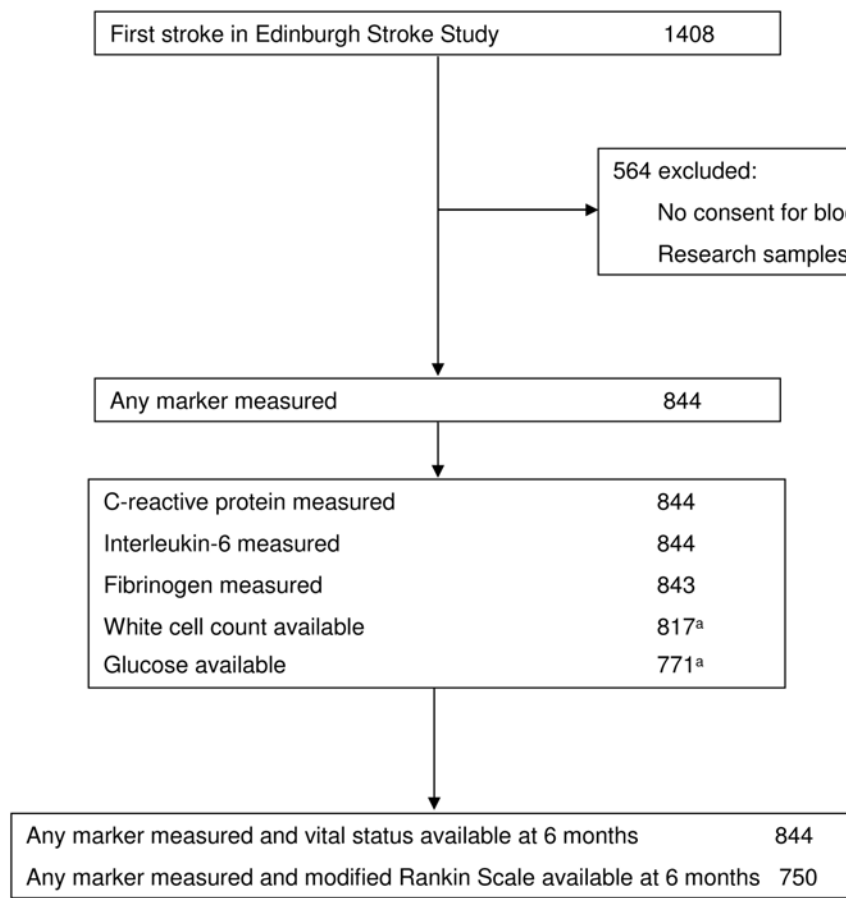 First stroke in Edinburgh Stroke Study 1408
564 excluded:
No consent for
Research samples
Any marker measured 844
C-reactive protein measured 844
Interleukin-6 measured 844
Fibrinogen measured 843
White cell count available 817ᵃ
Glucose available 771ᵃ
Any marker measured and vital status available at 6 months 844
Any marker measured and modified Rankin Scale available at 6 months 750